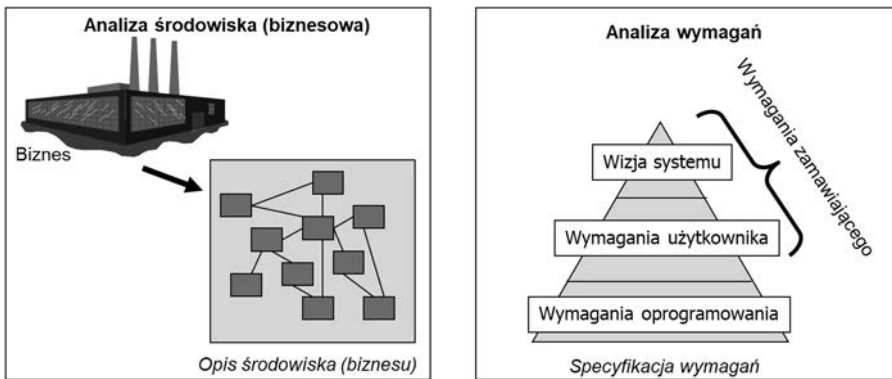 Analiza środowiska (biznesowa)
Biznes
Opis środowiska (biznesu)
Analiza wymagań
Wymagania zamawiającego
Wizja systemu
Wymagania użytkownika
Wymagania oprogramowania
Specyfikacja wymagań